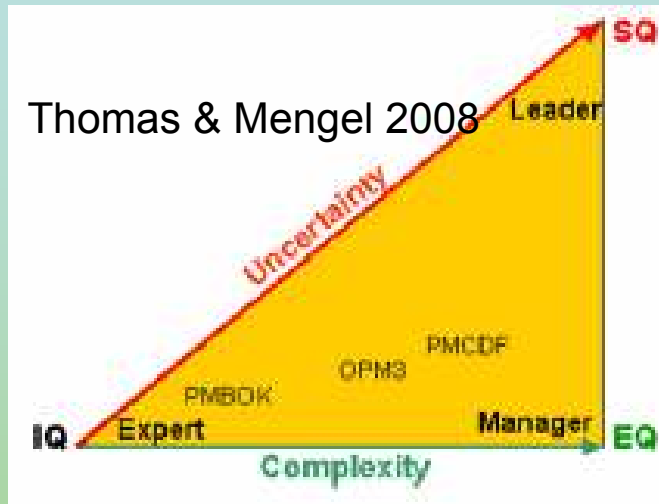 SQ
Leader
Thomas & Mengel 2008
Uncertainty
PMCDF
OPM3
PMBOK
IQ
Expert
Manager
EQ
Complexity